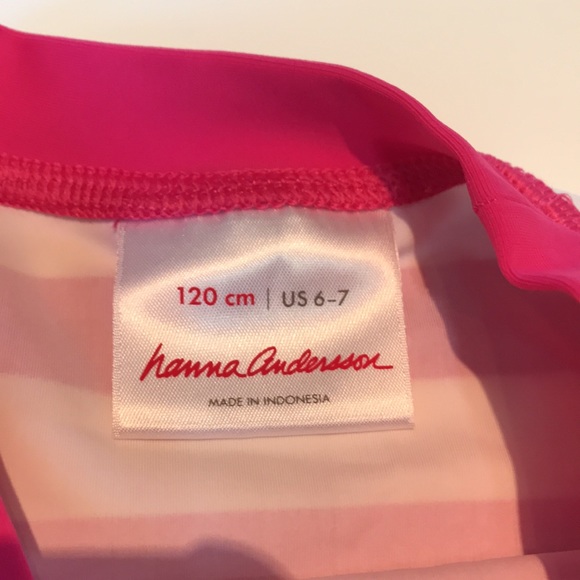 120 cm | US 6-7
hanna Andersson
MADE IN INDONESIA